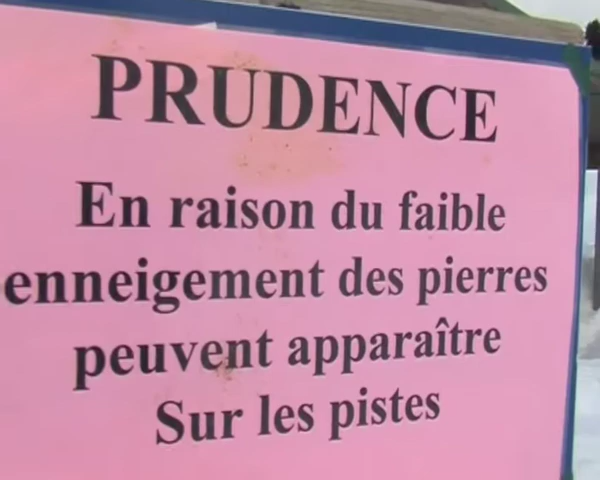 PRUDENCE
En raison du faible
enneigement des pierres
peuvent apparaître
Sur les pistes